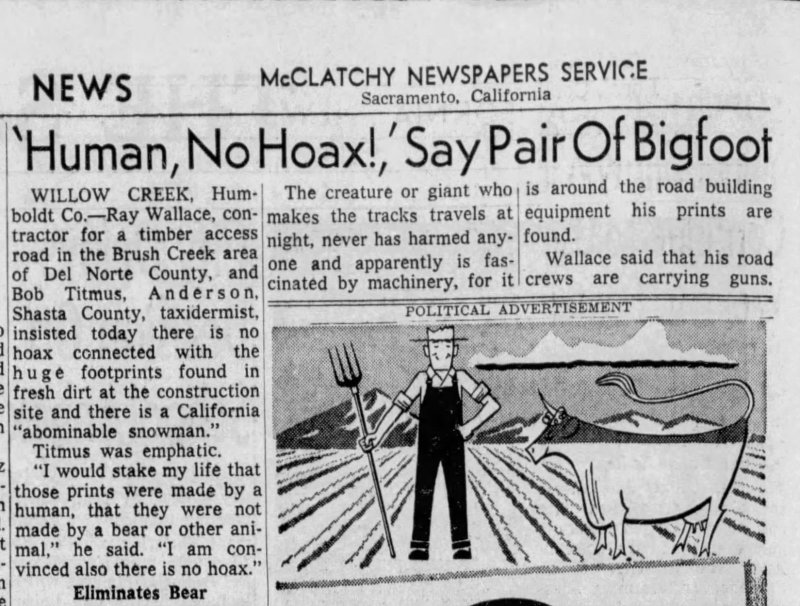 NEWS
McCLATCHY NEWSPAPERS SERVICE
Sacramento, California
'Human, No Hoax!,' Say Pair Of Bigfoot
WILLOW CREEK, Hum-
boldt Co.—Ray Wallace, con-
tractor for a timber access
road in the Brush Creek area
of Del Norte County, and
Bob Titmus, Anderson,
Shasta County, taxidermist,
insisted today there is no
hoax connected with the
huge footprints found in
fresh dirt at the construction
site and there is a California
"abominable snowman."
Titmus was emphatic.
"I would stake my life that
those prints were made by a
human, that they were not
made by a bear or other ani-
mal," he said. "I am con-
vinced also there is no hoax."
Eliminates Bear
The creature or giant who
makes the tracks travels at
night, never has harmed any-
one and apparently is fas-
cinated by machinery, for it
is around the road building
equipment his prints are
found.
Wallace said that his road
crews are carrying guns.
POLITICAL ADVERTISEMENT